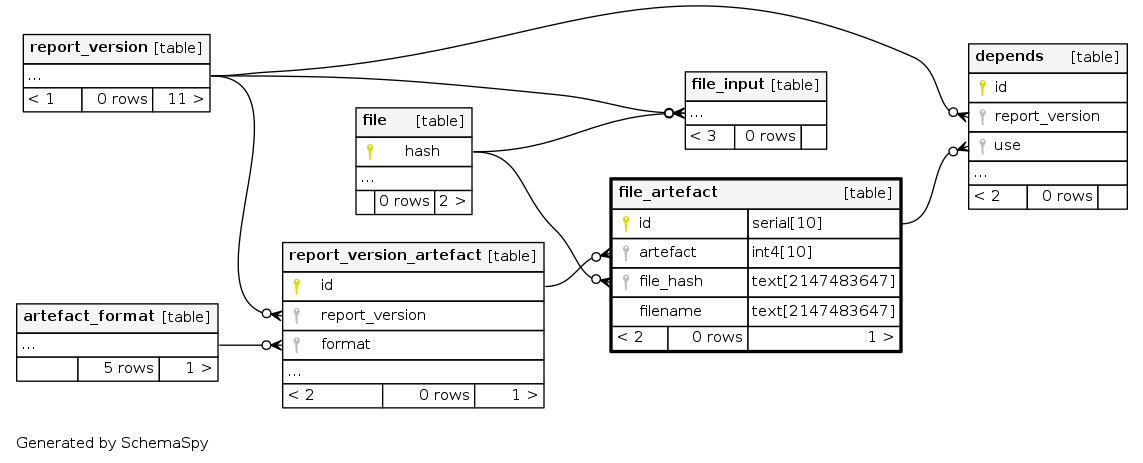 report_version [table]
...
< 1 0 rows 11 >
file [table]
hash
...
0 rows 2 >
file_input [table]
...
< 3 0 rows
depends [table]
id
report_version
use
...
< 2 0 rows
file_artefact [table]
id serial[10]
artefact int4[10]
file_hash text[2147483647]
filename text[2147483647]
< 2 0 rows 1 >
report_version_artefact [table]
id
report_version
format
...
< 2 0 rows 1 >
artefact_format [table]
...
5 rows 1 >
Generated by SchemaSpy